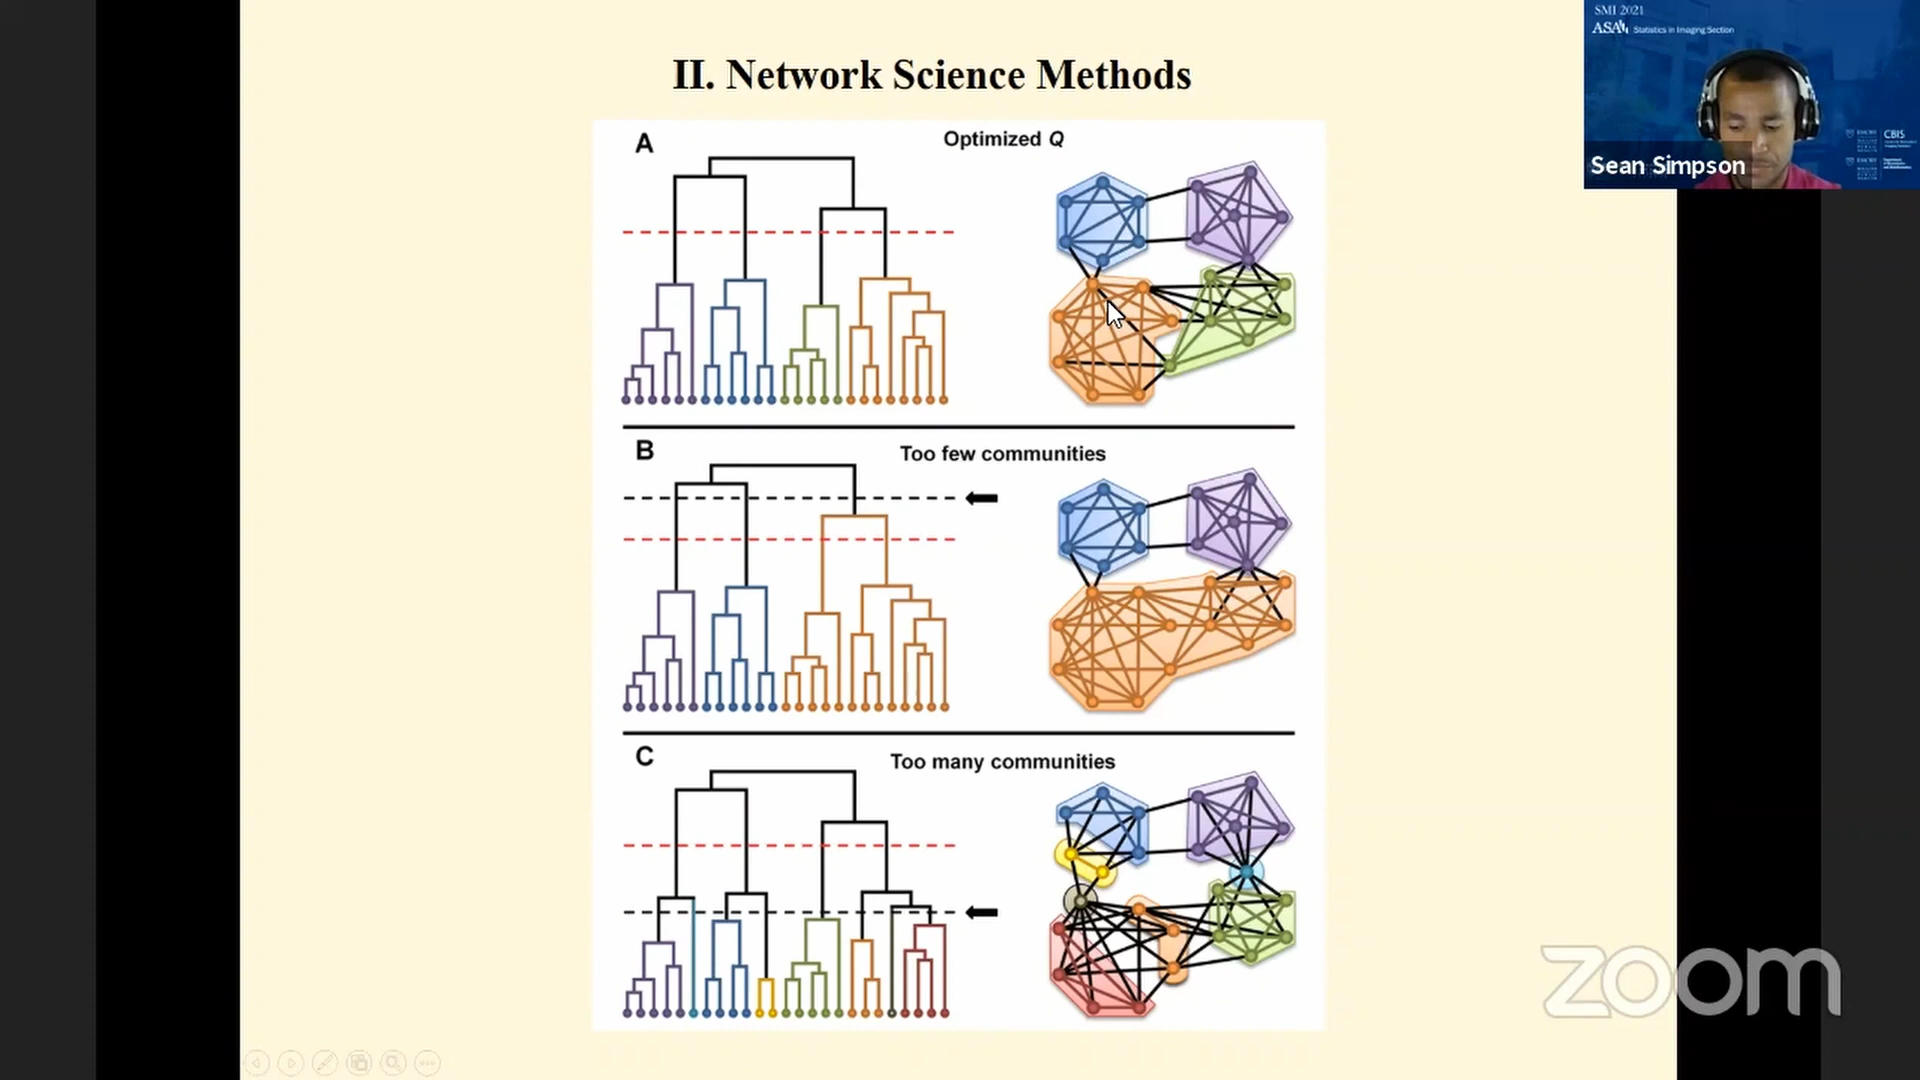 II. Network Science Methods
A
Optimized Q
B
Too few communities
C
Too many communities
SMI 2021
ASA Statistics in Imaging Section
CBIS
Sean Simpson
zoom